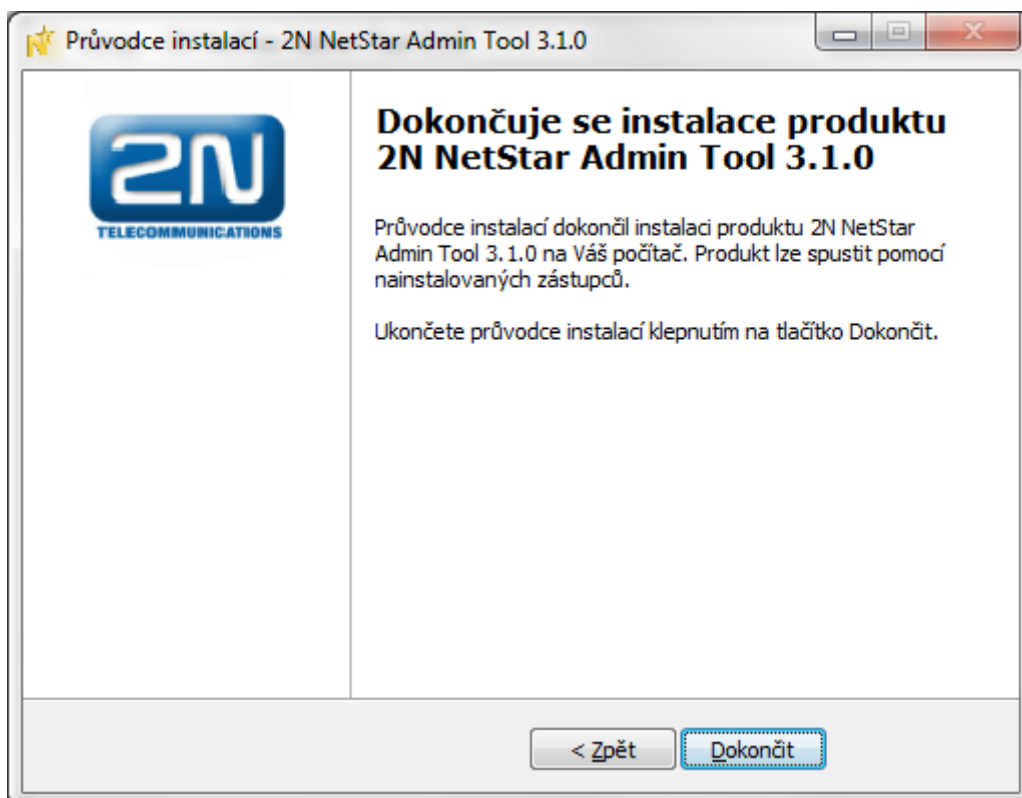 Průvodce instalací - 2N NetStar Admin Tool 3.1.0
2N
TELECOMMUNICATIONS
Dokončuje se instalace produktu
2N NetStar Admin Tool 3.1.0
Průvodce instalací dokončil instalaci produktu 2N NetStar
Admin Tool 3.1.0 na Váš počítač. Produkt lze spustit pomocí
nainstalovaných zástupců.
Ukončete průvodce instalací klepnutím na tlačítko Dokončit.
< Zpět
Dokončit